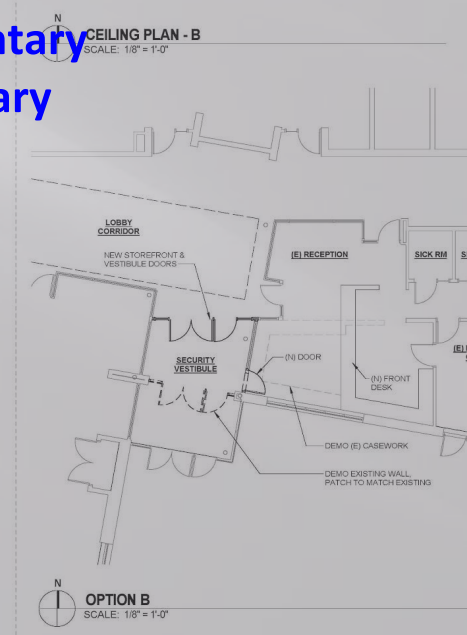 ntary
ary
N
CEILING PLAN - B
SCALE: 1/8" = 1'-0"
LOBBY
CORRIDOR
NEW STOREFRONT &
VESTIBULE DOORS
(E) RECEPTION
SICK RM
S
SECURITY
VESTIBULE
(N) DOOR
(N) FRONT
DESK
(E)
DEMO (E) CASEWORK
DEMO EXISTING WALL,
PATCH TO MATCH EXISTING
N
OPTION B
SCALE: 1/8" = 1'-0"